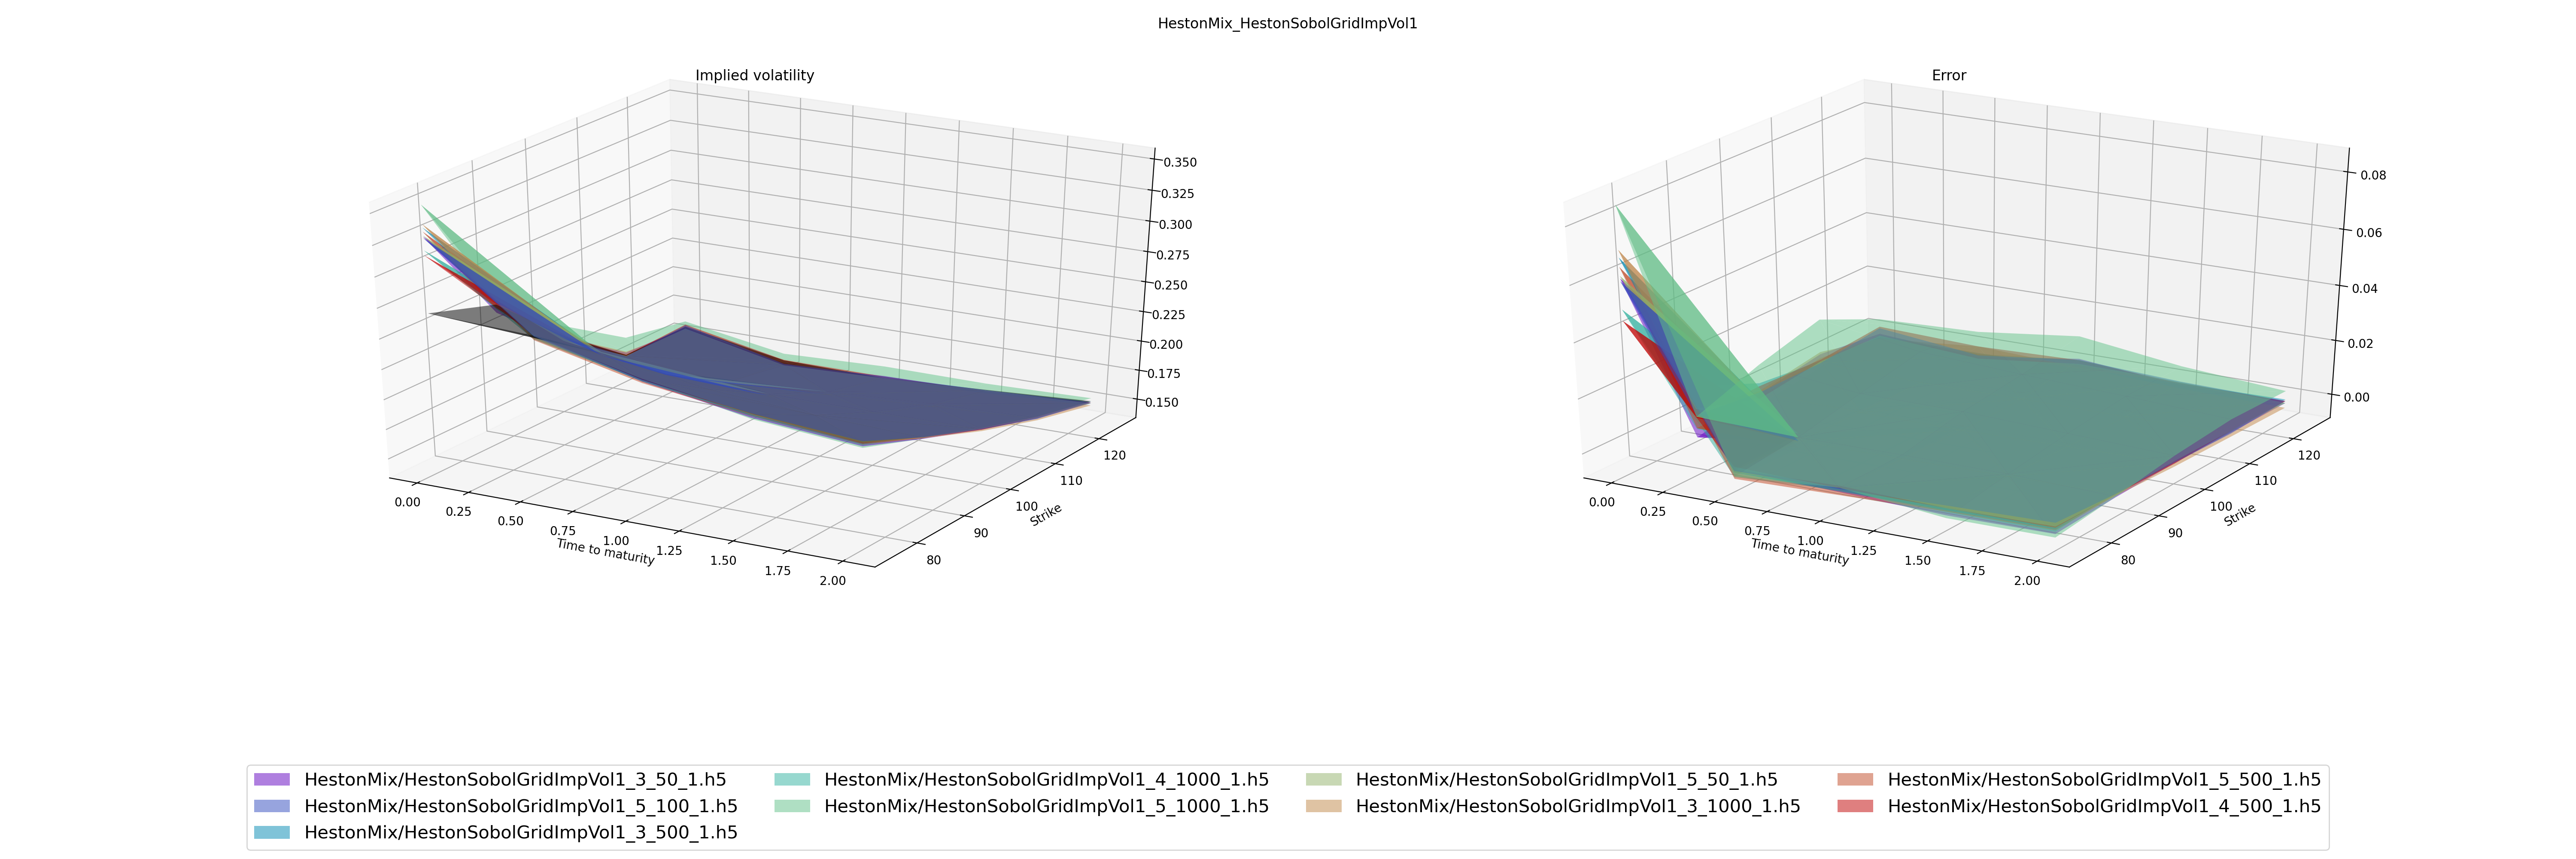 HestonMix_HestonSobolGridImpVol1
Implied volatility
0.350
0.325
0.300
0.275
0.250
0.225
0.200
0.175
0.150
120
110
100
90
80
Strike
0.00
0.25
0.50
0.75
1.00
1.25
1.50
1.75
2.00
Time to maturity
Error
0.08
0.06
0.04
0.02
0.00
120
110
100
90
80
Strike
0.00
0.25
0.50
0.75
1.00
1.25
1.50
1.75
2.00
Time to maturity
HestonMix/HestonSobolGridImpVol1_3_50_1.h5
HestonMix/HestonSobolGridImpVol1_5_100_1.h5
HestonMix/HestonSobolGridImpVol1_3_500_1.h5
HestonMix/HestonSobolGridImpVol1_4_1000_1.h5
HestonMix/HestonSobolGridImpVol1_5_1000_1.h5
HestonMix/HestonSobolGridImpVol1_5_50_1.h5
HestonMix/HestonSobolGridImpVol1_3_1000_1.h5
HestonMix/HestonSobolGridImpVol1_5_500_1.h5
HestonMix/HestonSobolGridImpVol1_4_500_1.h5